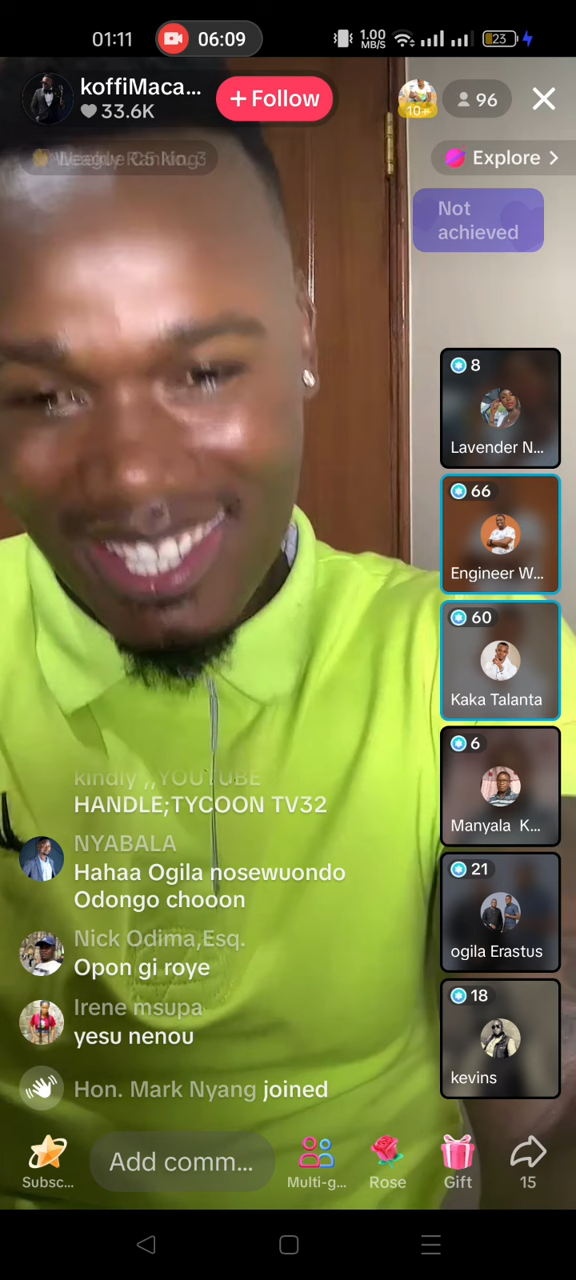 01:11
06:09
1.00
MB/S
23
koffiMaca...
33.6K
+ Follow
10+
96
Explore >
Not
achieved
8
Lavender N...
66
Engineer W...
60
Kaka Talanta
6
Manyala K...
21
ogila Erastus
18
kevins
kindly ,,YOUTUBE
HANDLE;TYCOON TV32
NYABALA
Hahaa Ogila nosewuondo
Odongo chooon
Nick Odima,Esq.
Opon gi roye
Irene msupa
yesu nenou
Hon. Mark Nyang joined
Subsc...
Add comm...
Multi-g...
Rose
Gift
15